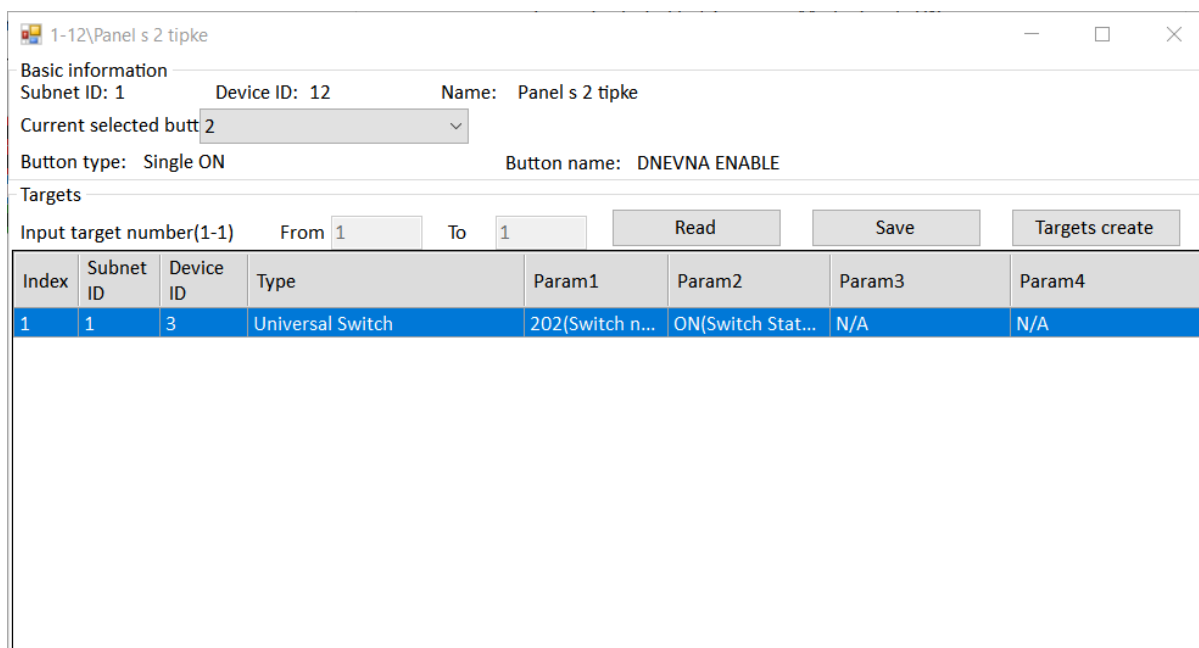 1-12\Panel s 2 tipke
Basic information
Subnet ID: 1 Device ID: 12 Name: Panel s 2 tipke
Current selected butt 2
Button type: Single ON Button name: DNEVNA ENABLE
Targets
Input target number(1-1) From 1 To 1 Read Save Targets create
Index Subnet ID Device ID Type Param1 Param2 Param3 Param4
1 1 3 Universal Switch 202(Switch n... ON(Switch Stat... N/A N/A